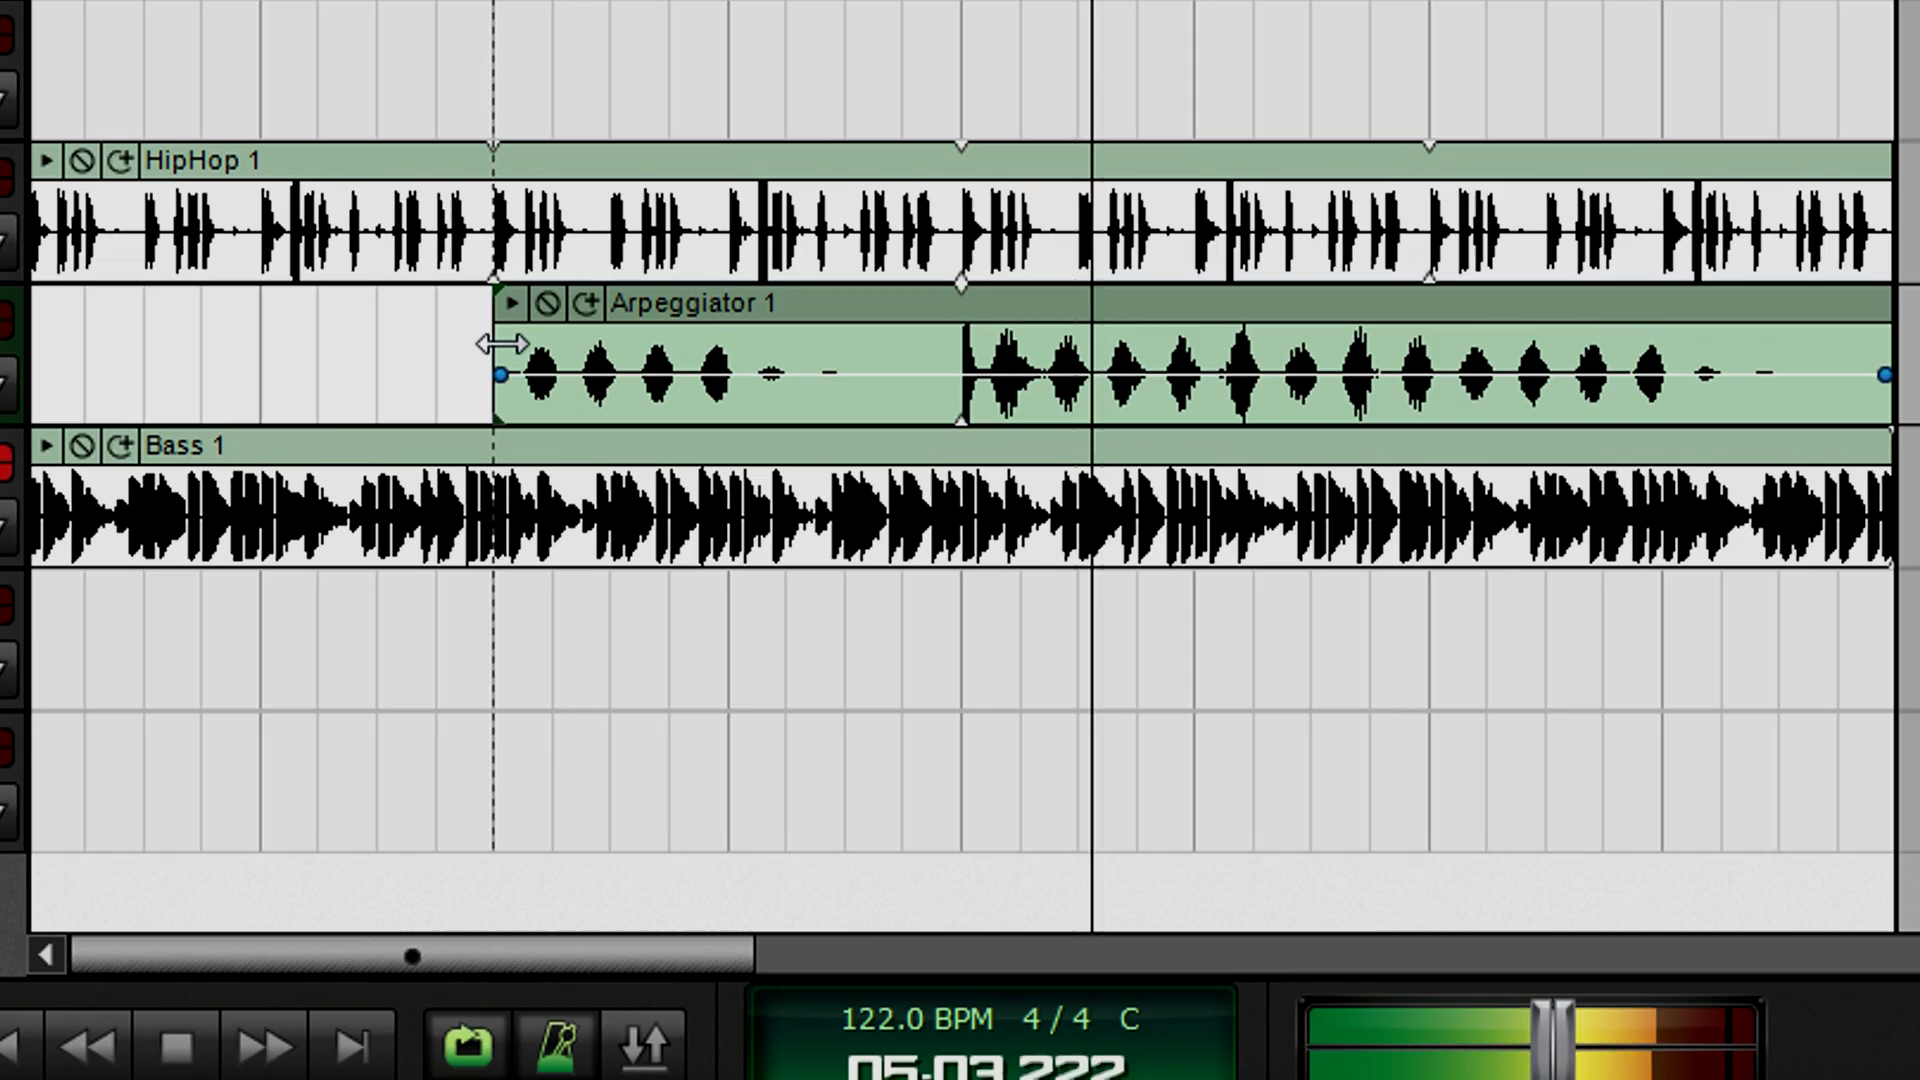 HipHop 1
Arpeggiator 1
Bass 1
122.0 BPM 4 / 4 C
05:03.222